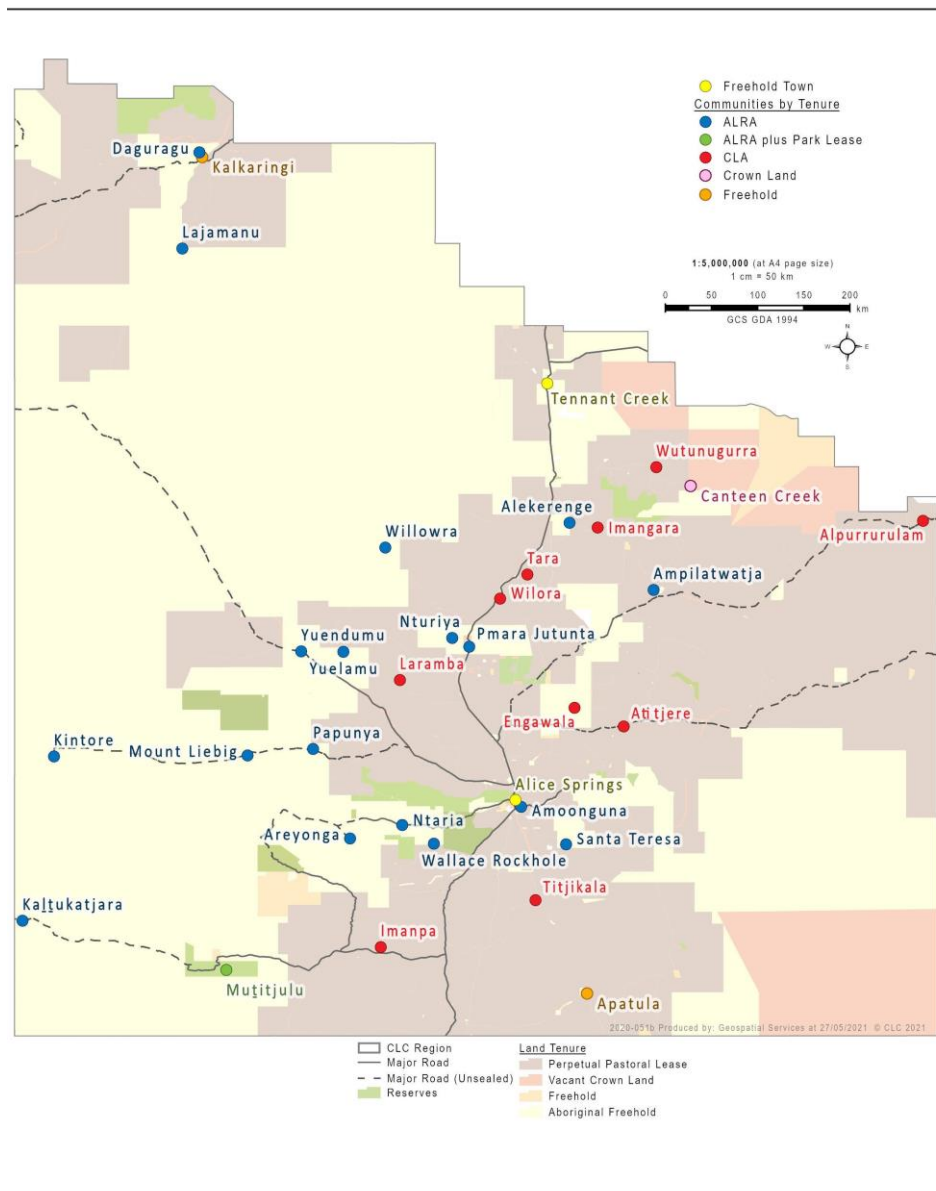 Freehold Town
Communities by Tenure
ALRA
ALRA plus Park Lease
CLA
Crown Land
Freehold
1:5,000,000 (at A4 page size)
1 cm = 50 km
0 50 100 150 200
km
GCS GDA 1994
N
W E
S
Daguragu
Kalkaringi
Lajamanu
Tennant Creek
Wutunugurra
Canteen Creek
Alekerenge
Imangara
Alpurrurulam
Willowra
Tara
Ampilatwatja
Wilora
Nturiya
Pmara Jutunta
Yuendumu
Yuelamu
Laramba
Engawala
Atitjere
Papunya
Kintore
Mount Liebig
Alice Springs
Amoonguna
Ntaria
Areyonga
Santa Teresa
Wallace Rockhole
Titjikala
Kaḻṯukatjara
Imanpa
Muṯitjulu
Apatula
2020-051b Produced by: Geospatial Services at 27/05/2021 © CLC 2021
CLC Region
Major Road
Major Road (Unsealed)
Reserves
Land Tenure
Perpetual Pastoral Lease
Vacant Crown Land
Freehold
Aboriginal Freehold